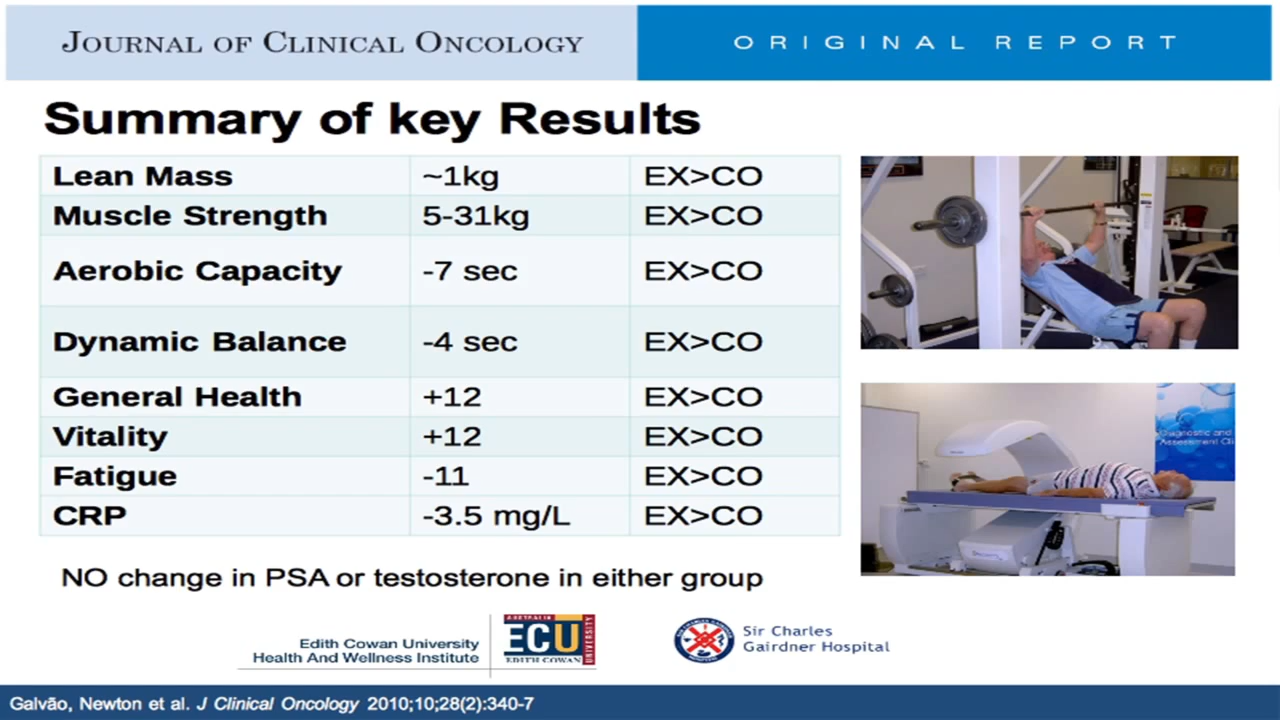 JOURNAL OF CLINICAL ONCOLOGY
ORIGINAL REPORT
Summary of key Results
Lean Mass ~1kg EX>CO
Muscle Strength 5-31kg EX>CO
Aerobic Capacity -7 sec EX>CO
Dynamic Balance -4 sec EX>CO
General Health +12 EX>CO
Vitality +12 EX>CO
Fatigue -11 EX>CO
CRP -3.5 mg/L EX>CO
Diagnostic and
Assessment Cli
NO change in PSA or testosterone in either group
Edith Cowan University
Health And Wellness Institute
AUSTRALIA
ECU
EDITH COWAN
UNIVERSITY
Sir Charles
Gairdner Hospital
Galvão, Newton et al. J Clinical Oncology 2010;10;28(2):340-7